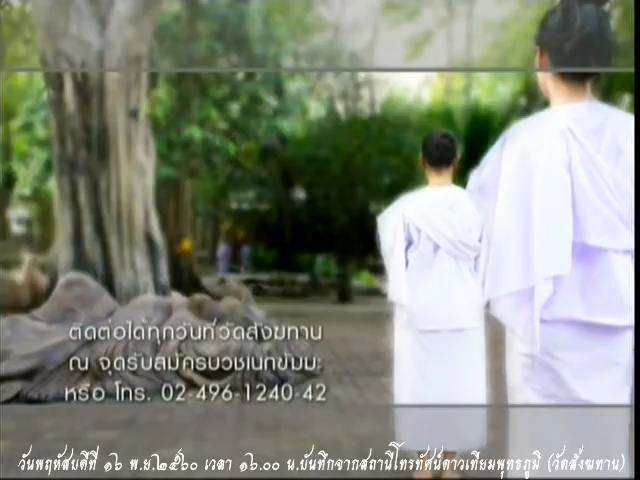 ติดต่อได้ทุกวันที่วัดสังฆทาน
ณ จุดรับสมัครบวชเนกขัมมะ
หรือ โทร. 02-496-1240-42
วันพฤหัสบดีที่ ๑๖ พ.ย.๒๕๖๐ เวลา ๑๖.๐๐ น.บันทึกจากสถานีโทรทัศน์ดาวเทียมพุทธภูมิ (วัดสังฆทาน)